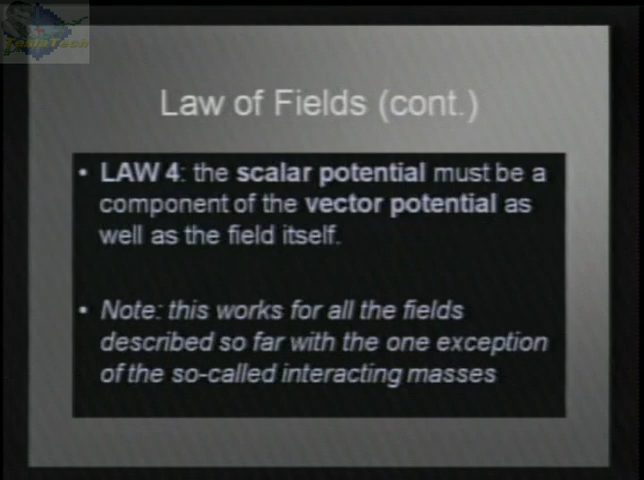 TeslaTech
Law of Fields (cont.)
• LAW 4: the scalar potential must be a
component of the vector potential as
well as the field itself.
• Note: this works for all the fields
described so far with the one exception
of the so-called interacting masses